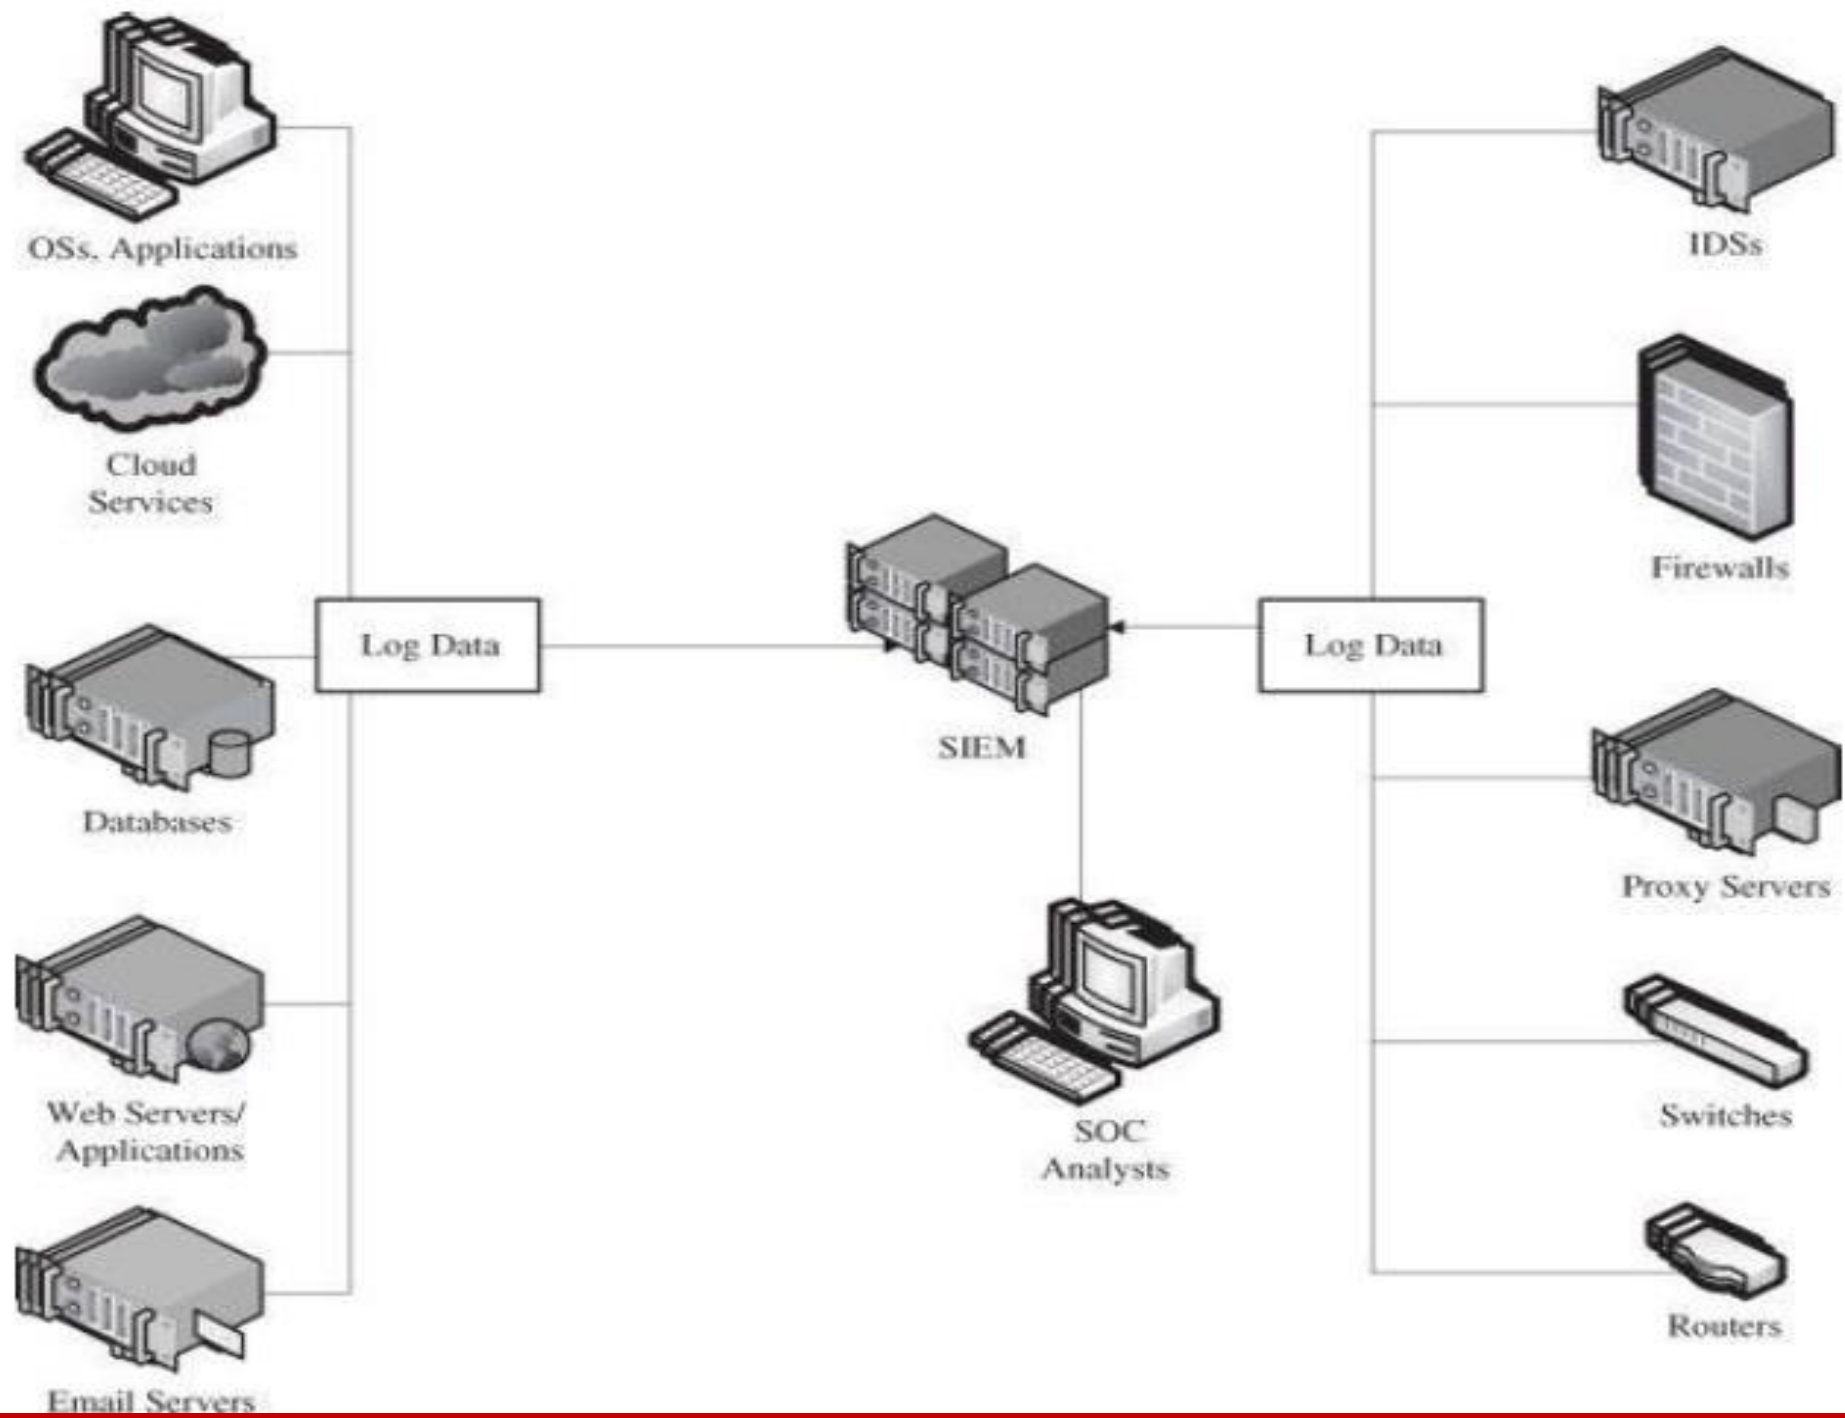 OSs. Applications
Cloud
Services
Databases
Web Servers/
Applications
Email Servers
Log Data
SIEM
SOC
Analysts
Log Data
IDSs
Firewalls
Proxy Servers
Switches
Routers